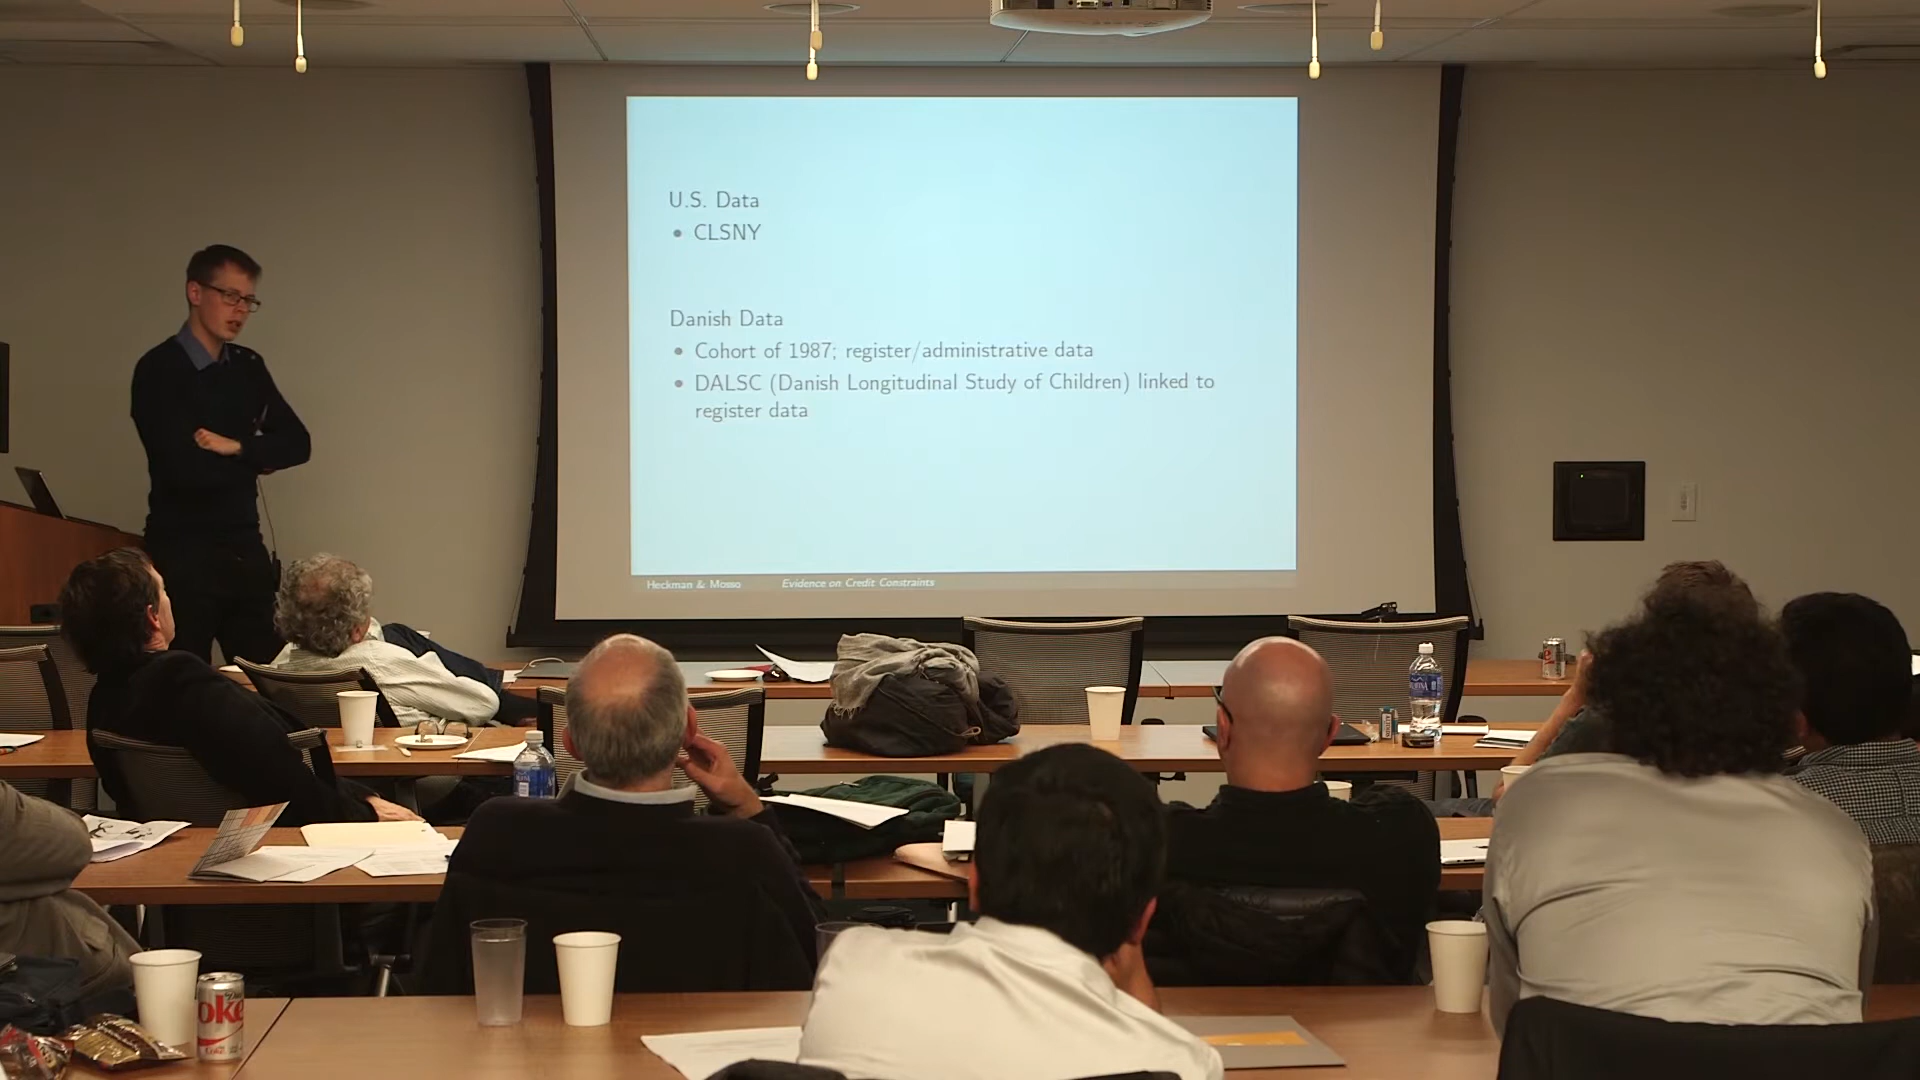 U.S. Data
• CLSNY
Danish Data
• Cohort of 1987; register/administrative data
• DALSC (Danish Longitudinal Study of Children) linked to
register data
Heckman & Mosso Evidence on Credit Constraints
oke